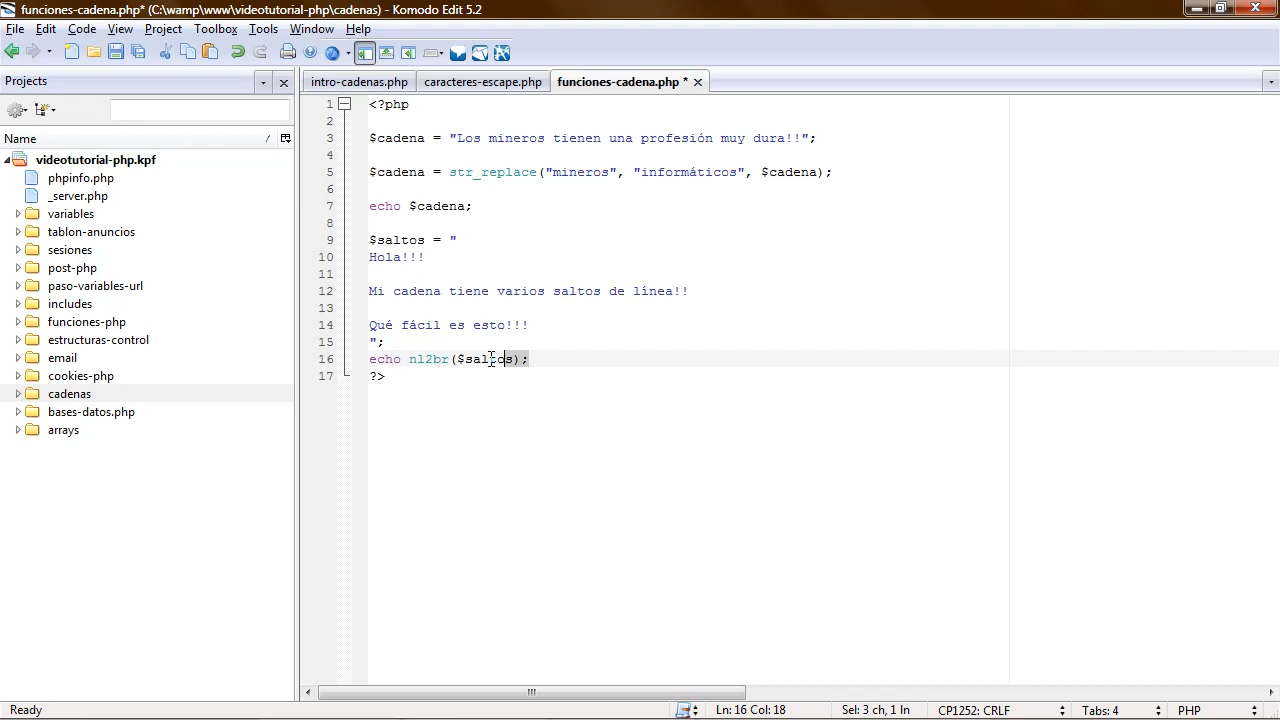 funciones-cadena.php* (C:\wamp\www\videotutorial-php\cadenas) - Komodo Edit 5.2
File Edit Code View Project Toolbox Tools Window Help
Projects
intro-cadenas.php caracteres-escape.php funciones-cadena.php *
Name
videotutorial-php.kpf
phpinfo.php
_server.php
variables
tablon-anuncios
sesiones
post-php
paso-variables-url
includes
funciones-php
estructuras-control
email
cookies-php
cadenas
bases-datos.php
arrays
1 <?php
2
3 $cadena = "Los mineros tienen una profesión muy dura!!";
4
5 $cadena = str_replace("mineros", "informáticos", $cadena);
6
7 echo $cadena;
8
9 $saltos = "
10 Hola!!!
11
12 Mi cadena tiene varios saltos de línea!!
13
14 Qué fácil es esto!!!
15 ";
16 echo nl2br($saltos);
17 ?>
Ready Ln: 16 Col: 18 Sel: 3 ch, 1 ln CP1252: CRLF Tabs: 4 PHP